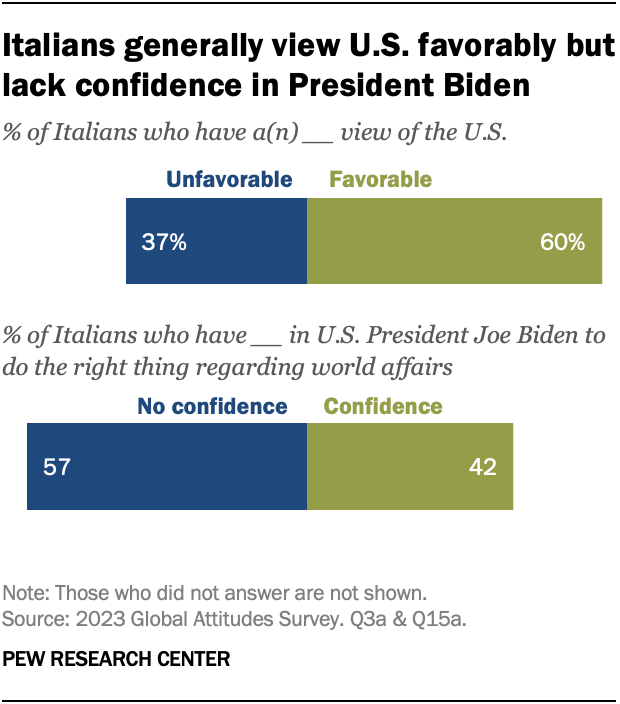 Italians generally view U.S. favorably but
lack confidence in President Biden
% of Italians who have a(n) __ view of the U.S.
Unfavorable Favorable
37% 60%
% of Italians who have __ in U.S. President Joe Biden to
do the right thing regarding world affairs
No confidence Confidence
57 42
Note: Those who did not answer are not shown.
Source: 2023 Global Attitudes Survey. Q3a & Q15a.
PEW RESEARCH CENTER